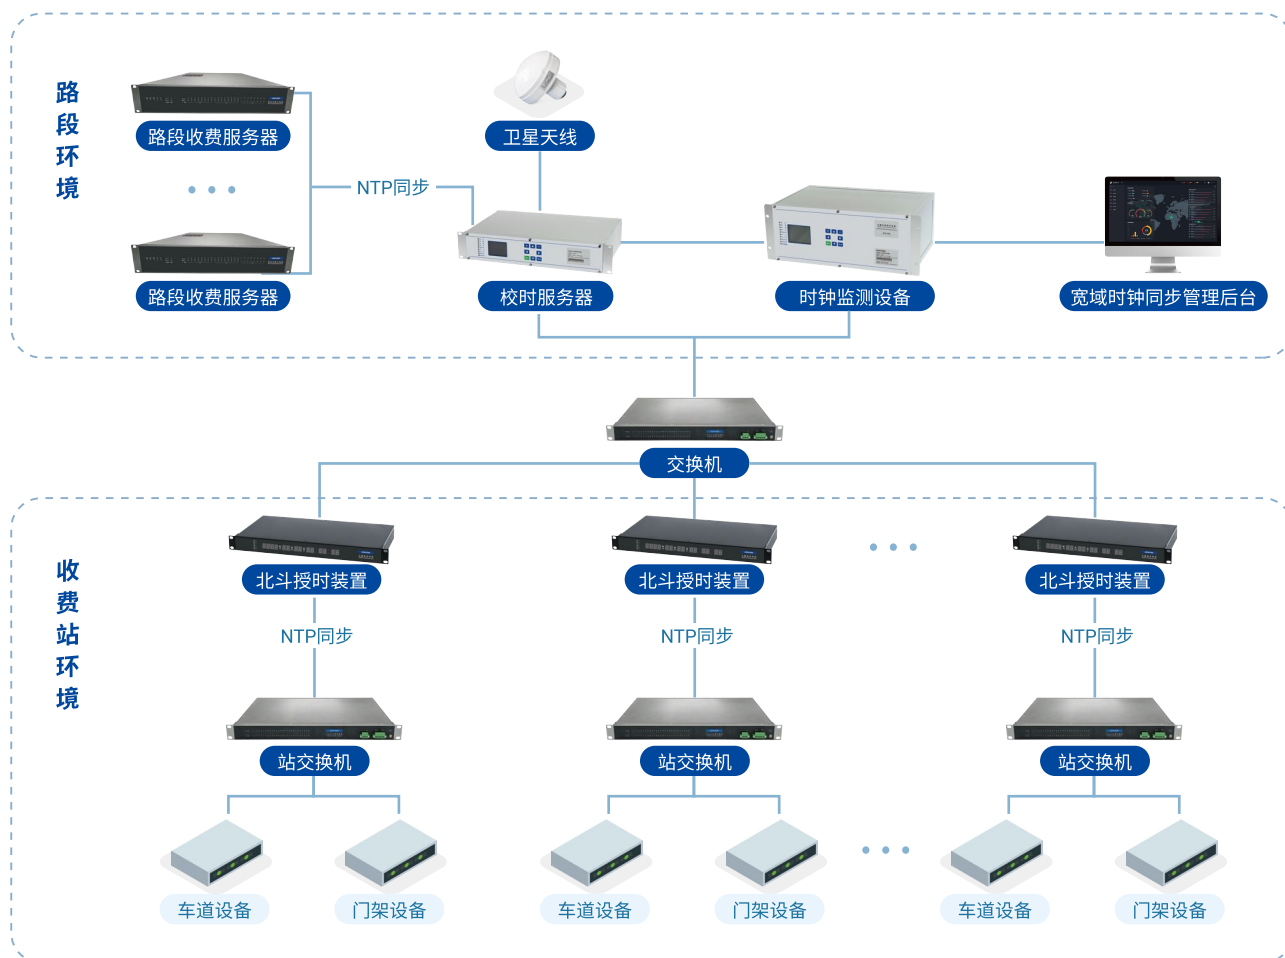 路段环境
路段收费服务器
卫星天线
NTP同步
路段收费服务器
校时服务器
时钟监测设备
宽域时钟同步管理后台
交换机
收费站环境
北斗授时装置
北斗授时装置
北斗授时装置
NTP同步
NTP同步
NTP同步
站交换机
站交换机
站交换机
车道设备
门架设备
车道设备
门架设备
车道设备
门架设备